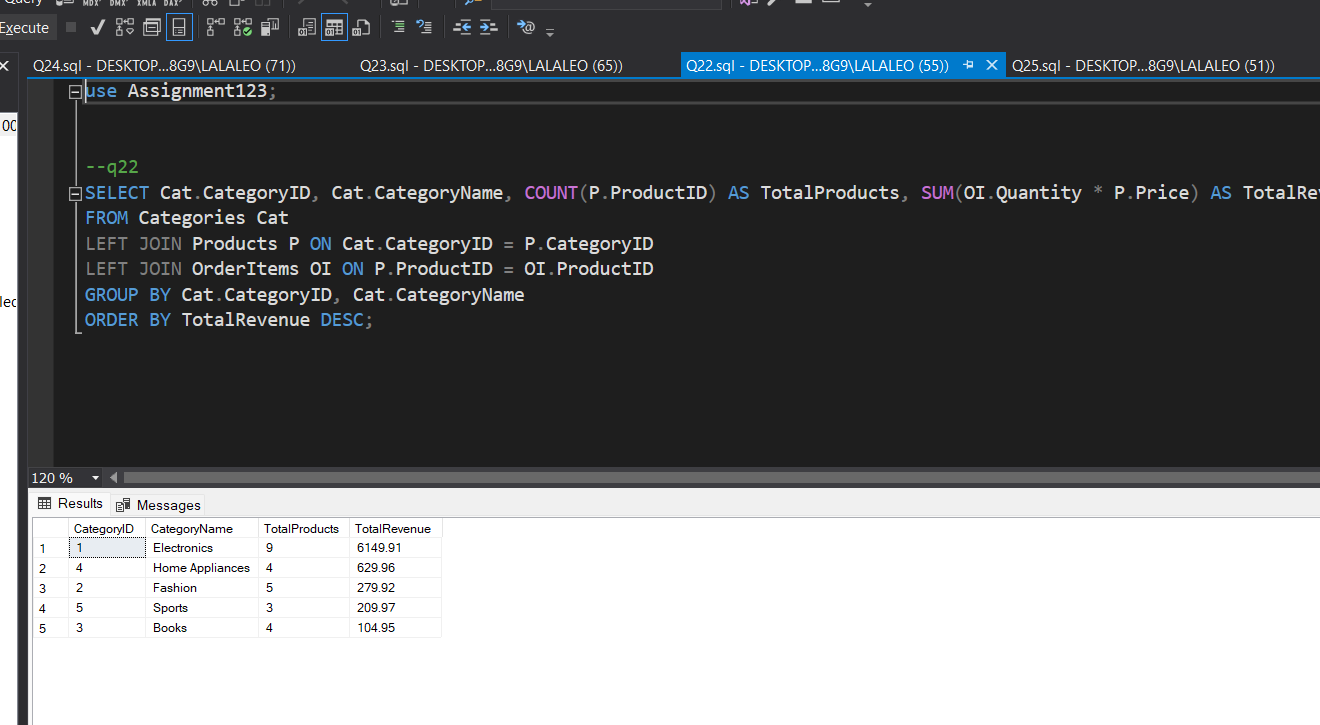 Query
MDX DMX XMLA DAX
Execute
Q24.sql - DESKTOP...8G9\LALALEO (71)) Q23.sql - DESKTOP...8G9\LALALEO (65)) Q22.sql - DESKTOP...8G9\LALALEO (55)) Q25.sql - DESKTOP...8G9\LALALEO (51))
use Assignment123;
00
--q22
SELECT Cat.CategoryID, Cat.CategoryName, COUNT(P.ProductID) AS TotalProducts, SUM(OI.Quantity * P.Price) AS TotalRe
FROM Categories Cat
LEFT JOIN Products P ON Cat.CategoryID = P.CategoryID
LEFT JOIN OrderItems OI ON P.ProductID = OI.ProductID
GROUP BY Cat.CategoryID, Cat.CategoryName
lec
ORDER BY TotalRevenue DESC;
120 %
Results Messages
CategoryID CategoryName TotalProducts TotalRevenue
1 1 Electronics 9 6149.91
2 4 Home Appliances 4 629.96
3 2 Fashion 5 279.92
4 5 Sports 3 209.97
5 3 Books 4 104.95